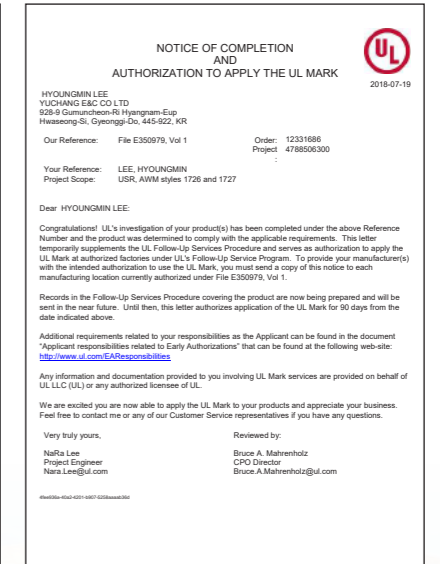 NOTICE OF COMPLETION
AND
AUTHORIZATION TO APPLY THE UL MARK
UL
2018-07-19
HYOUNGMIN LEE
YUCHANG E&C CO LTD
928-9 Gumuncheon-Ri Hyangnam-Eup
Hwaseong-Si, Gyeonggi-Do, 445-922, KR
Our Reference: File E350979, Vol 1 Order: 12331686
Project : 4788506300
Your Reference: LEE, HYOUNGMIN
Project Scope: USR, AWM styles 1726 and 1727
Dear HYOUNGMIN LEE:
Congratulations! UL's investigation of your product(s) has been completed under the above Reference
Number and the product was determined to comply with the applicable requirements. This letter
temporarily supplements the UL Follow-Up Services Procedure and serves as authorization to apply the
UL Mark at authorized factories under UL's Follow-Up Service Program. To provide your manufacturer(s)
with the intended authorization to use the UL Mark, you must send a copy of this notice to each
manufacturing location currently authorized under File E350979, Vol 1.
Records in the Follow-Up Services Procedure covering the product are now being prepared and will be
sent in the near future. Until then, this letter authorizes application of the UL Mark for 90 days from the
date indicated above.
Additional requirements related to your responsibilities as the Applicant can be found in the document
"Applicant responsibilities related to Early Authorizations" that can be found at the following web-site:
http://www.ul.com/EAResponsibilities
Any information and documentation provided to you involving UL Mark services are provided on behalf of
UL LLC (UL) or any authorized licensee of UL.
We are excited you are now able to apply the UL Mark to your products and appreciate your business.
Feel free to contact me or any of our Customer Service representatives if you have any questions.
Very truly yours, Reviewed by:
NaRa Lee Bruce A. Mahrenholz
Project Engineer CPO Director
Nara.Lee@ul.com Bruce.A.Mahrenholz@ul.com